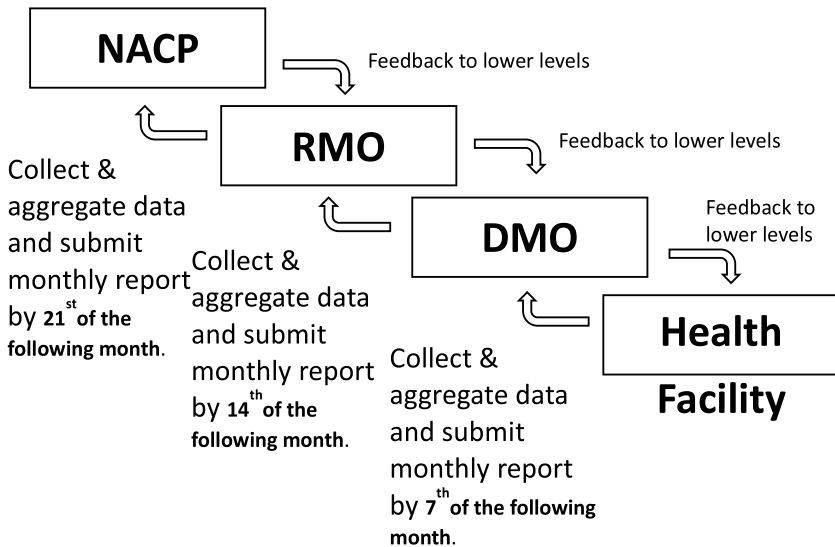 NACP
Feedback to lower levels
RMO
Feedback to lower levels
Collect &
aggregate data
and submit
monthly report
by 21st of the
following month.
DMO
Feedback to
lower levels
Collect &
aggregate data
and submit
monthly report
by 14th of the
following month.
Health
Facility
Collect &
aggregate data
and submit
monthly report
by 7th of the following
month.